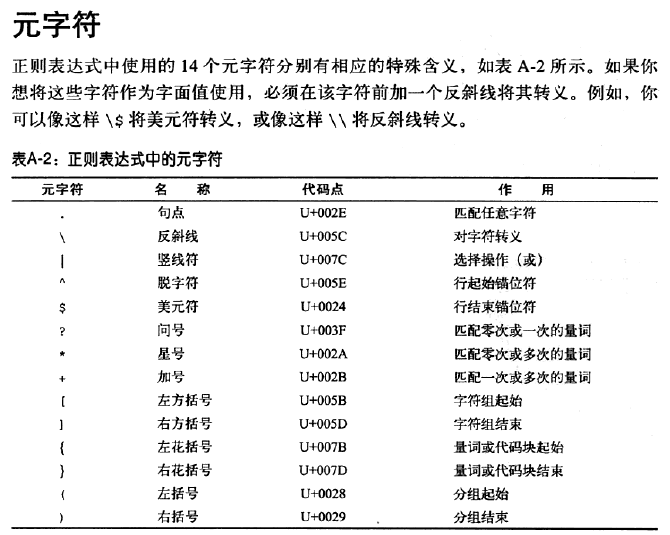 元字符
正则表达式中使用的 14 个元字符分别有相应的特殊含义，如表 A-2 所示。如果你
想将这些字符作为字面值使用，必须在该字符前加一个反斜线将其转义。例如，你
可以像这样 \$ 将美元符转义，或像这样 \\ 将反斜线转义。
表A-2：正则表达式中的元字符
元字符 名 称 代码点 作 用
. 句点 U+002E 匹配任意字符
\ 反斜线 U+005C 对字符转义
| 竖线符 U+007C 选择操作（或）
^ 脱字符 U+005E 行起始锚位符
$ 美元符 U+0024 行结束锚位符
? 问号 U+003F 匹配零次或一次的量词
* 星号 U+002A 匹配零次或多次的量词
+ 加号 U+002B 匹配一次或多次的量词
[ 左方括号 U+005B 字符组起始
] 右方括号 U+005D 字符组结束
{ 左花括号 U+007B 量词或代码块起始
} 右花括号 U+007D 量词或代码块结束
( 左括号 U+0028 分组起始
) 右括号 U+0029 分组结束